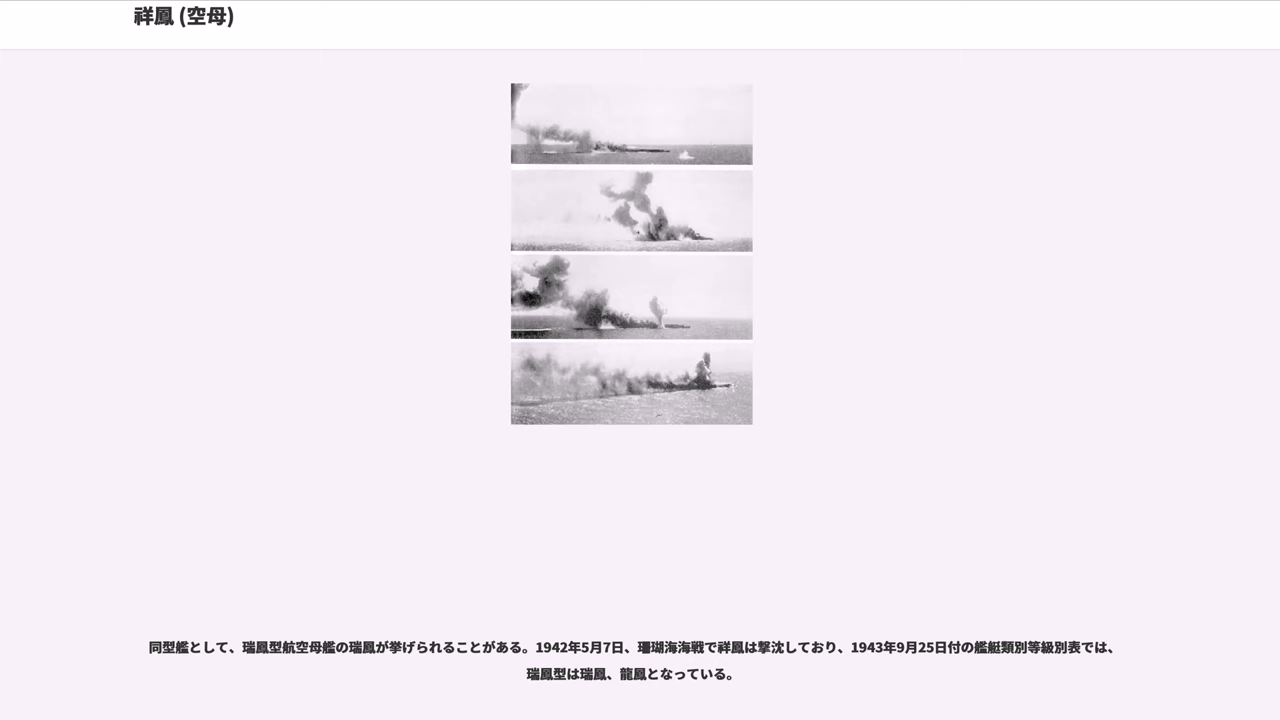 祥鳳 (空母)
同型艦として、瑞鳳型航空母艦の瑞鳳が挙げられることがある。1942年5月7日、珊瑚海海戦で祥鳳は撃沈しており、1943年9月25日付の艦艇類別等級別表では、
瑞鳳型は瑞鳳、龍鳳となっている。